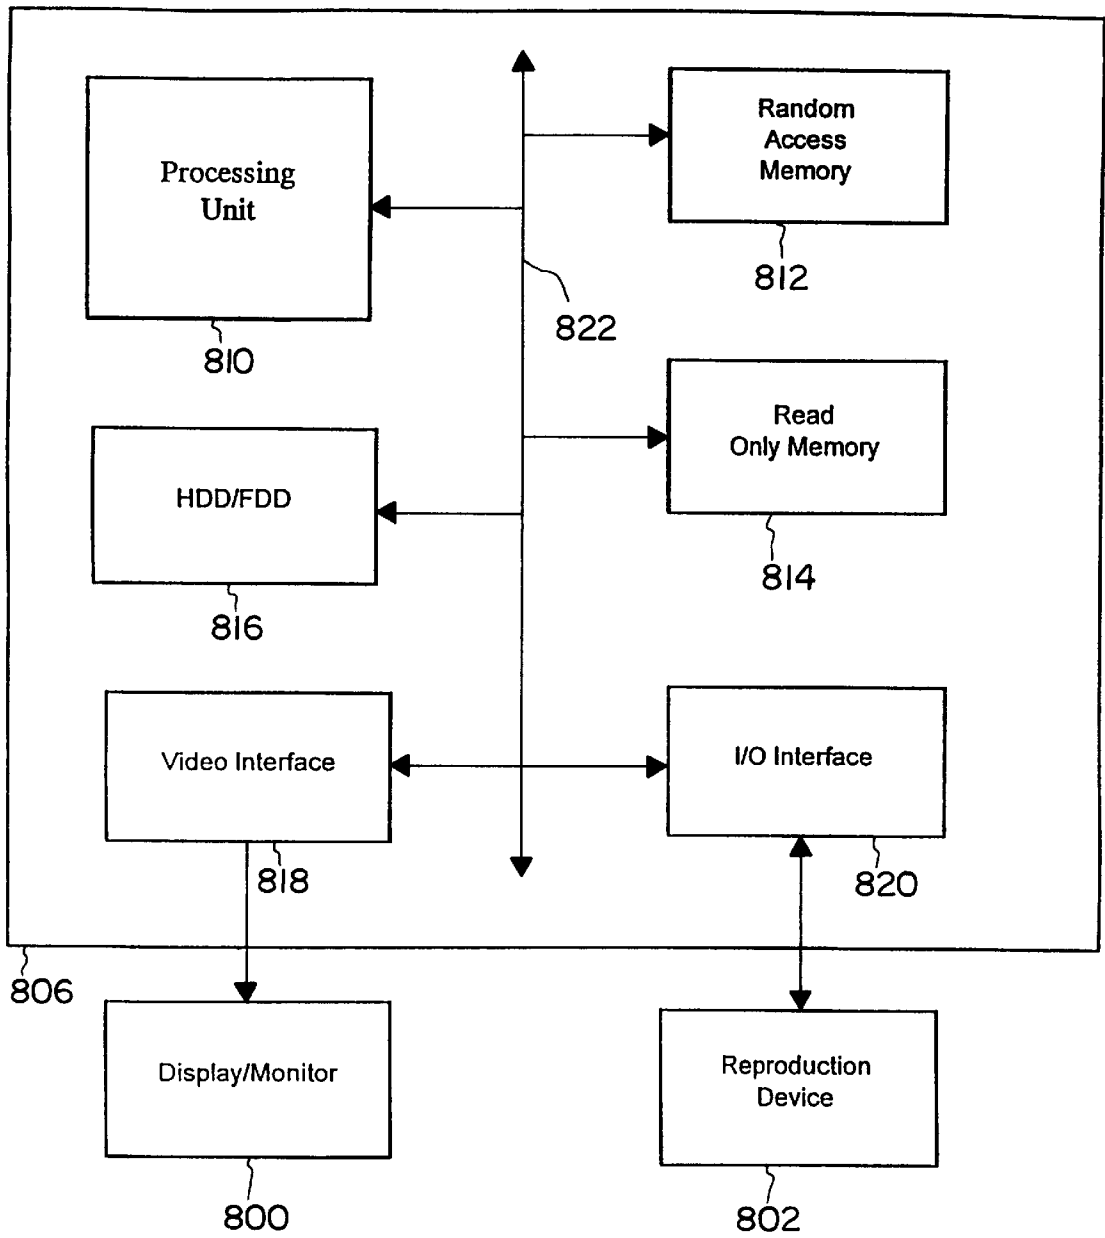 Processing
Unit
810
Random
Access
Memory
812
822
Read
Only Memory
814
HDD/FDD
816
Video Interface
818
I/O Interface
820
806
Display/Monitor
800
Reproduction
Device
802